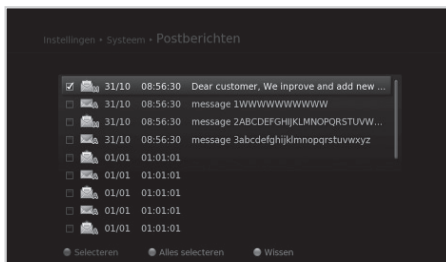 Instellingen • Systeem • Postberichten
31/10 08:56:30 Dear customer, We inprove and add new ...
31/10 08:56:30 message 1WWWWWWWWWW
31/10 08:56:30 message 2ABCDEFGHIJKLMNOPQRSTUVW...
31/10 08:56:30 message 3abcdefghijklmnopqrstuvwxyz
01/01 01:01:01
01/01 01:01:01
01/01 01:01:01
01/01 01:01:01
01/01 01:01:01
Selecteren Alles selecteren Wissen